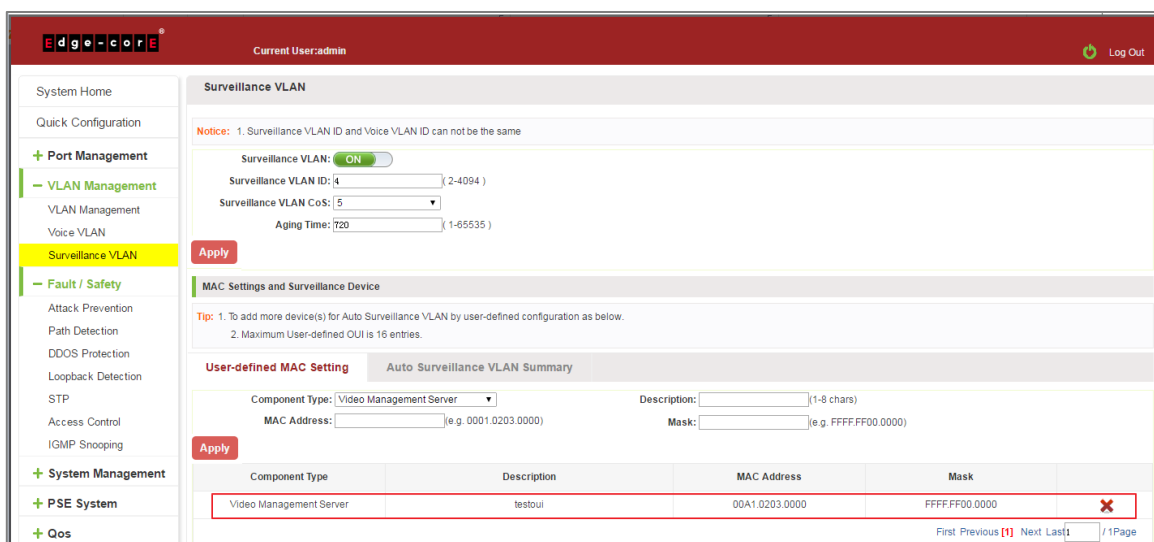 Edge-corE®
Current User:admin
Log Out
System Home
Quick Configuration
+ Port Management
− VLAN Management
VLAN Management
Voice VLAN
Surveillance VLAN
− Fault / Safety
Attack Prevention
Path Detection
DDOS Protection
Loopback Detection
STP
Access Control
IGMP Snooping
+ System Management
+ PSE System
+ Qos
Surveillance VLAN
Notice: 1. Surveillance VLAN ID and Voice VLAN ID can not be the same
Surveillance VLAN: ON
Surveillance VLAN ID: 4 ( 2-4094 )
Surveillance VLAN CoS: 5
Aging Time: 720 ( 1-65535 )
Apply
MAC Settings and Surveillance Device
Tip: 1. To add more device(s) for Auto Surveillance VLAN by user-defined configuration as below.
2. Maximum User-defined OUI is 16 entries.
User-defined MAC Setting Auto Surveillance VLAN Summary
Component Type: Video Management Server Description: (1-8 chars)
MAC Address: (e.g. 0001.0203.0000) Mask: (e.g. FFFF.FF00.0000)
Apply
Component Type Description MAC Address Mask
Video Management Server testoui 00A1.0203.0000 FFFF.FF00.0000
First Previous [1] Next Last 1 / 1Page